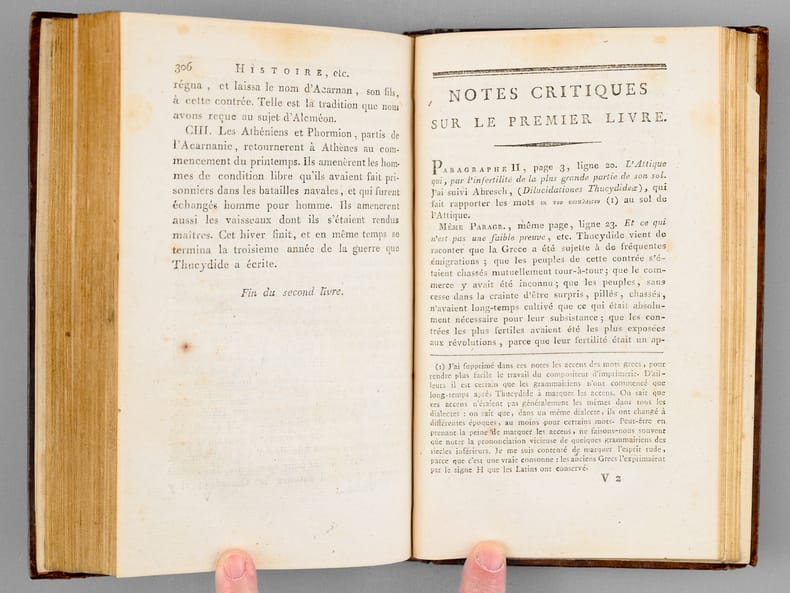 306 HISTOIRE, etc.
régna, et laissa le nom d'Acarnan, son fils,
à cette contrée. Telle est la tradition que nous
avons reçue au sujet d'Alcméon.
CIII. Les Athéniens et Phormion, partis de
l'Acarnanie, retournèrent à Athènes au com-
mencement du printemps. Ils amenèrent les hom-
mes de condition libre qu'ils avaient fait pri-
sonniers dans les batailles navales, et qui furent
échangés homme pour homme. Ils amenèrent
aussi les vaisseaux dont ils s'étaient rendus
maîtres. Cet hiver finit, et en même temps se
termina la troisieme année de la guerre que
Thucydide a écrite.
Fin du second livre.
NOTES CRITIQUES
SUR LE PREMIER LIVRE.
PARAGRAPHE II, page 3, ligne 20. L'Attique
qui, par l'infertilité de la plus grande partie de son sol.
J'ai suivi Abresch, (Dilucidationes Thucydideæ), qui
fait rapporter les mots (1) au sol de
l'Attique.
MÊME PARAGR., même page, ligne 23. Et ce qui
n'est pas une faible preuve, etc. Thucydide vient de
raconter que la Grece a été sujette à de fréquentes
émigrations; que les peuples de cette contrée s'é-
taient chassés mutuellement tour-à-tour; que le com-
merce y avait été inconnu; que les peuples, sans
cesse dans la crainte d'être surpris, pillés, chassés,
n'avaient long-temps cultivé que ce qui était absolu-
ment nécessaire pour leur subsistance; que les con-
trées les plus fertiles avaient été les plus exposées
aux révolutions, parce que leur fertilité était un ap-
(1) J'ai supprimé dans ces notes les accens des mots grecs, pour
rendre plus facile le travail du compositeur d'imprimerie. D'ail-
leurs il est certain que les grammairiens n'ont commencé que
long-temps après Thucydide à marquer les accens. On sait que
ces accens n'étaient pas généralement les mêmes dans tous les
dialectes: on sait que, dans un même dialecte, ils ont changé à
différentes époques, au moins pour certains mots. Peut-être en
prenant la peine de marquer les accens, ne faisons-nous souvent
que noter la prononciation vicieuse de quelques grammairiens des
siecles inférieurs. Je me suis contenté de marquer l'esprit rude,
parce que c'est une vraie consonne: les anciens Grecs l'exprimaient
par le signe H que les Latins ont conservé.
V 2